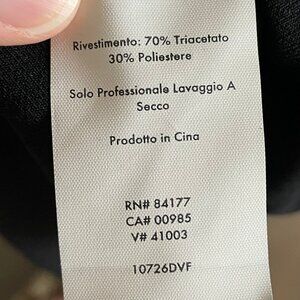 Rivestimento: 70% Triacetato
30% Poliestere
Solo Professionale Lavaggio A
Secco
Prodotto in Cina
RN# 84177
CA# 00985
V# 41003
10726DVF